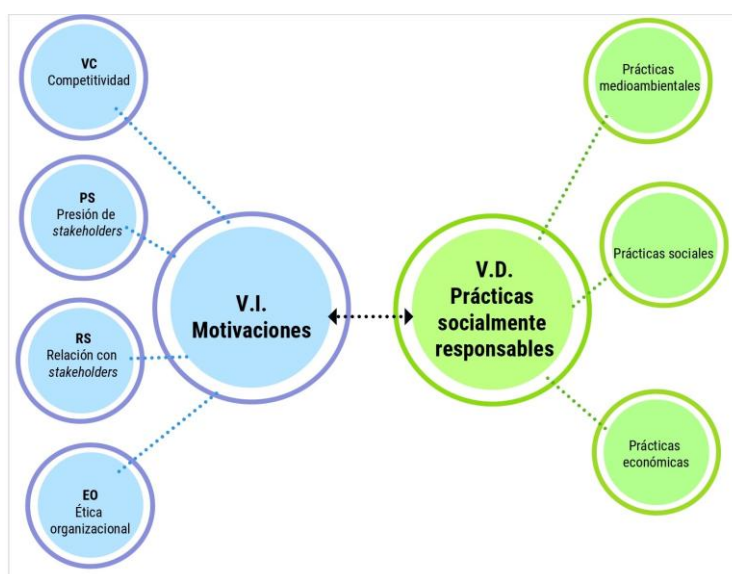 VC
Competitividad
PS
Presión de
stakeholders
RS
Relación con
stakeholders
EO
Ética
organizacional
V.I.
Motivaciones
V.D.
Prácticas
socialmente
responsables
Prácticas
medioambientales
Prácticas sociales
Prácticas
económicas